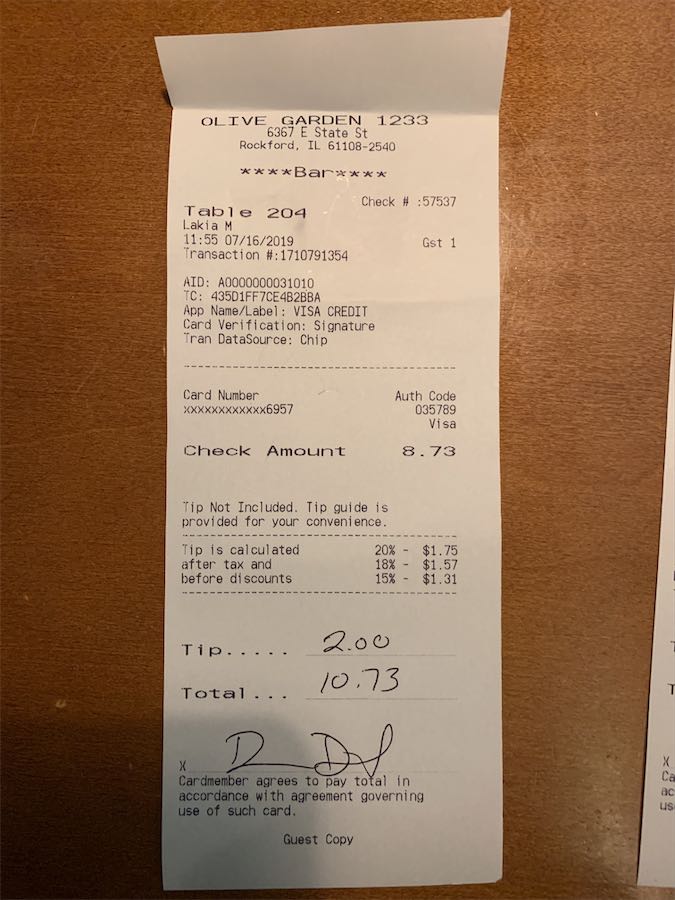 OLIVE GARDEN 1233
6367 E State St
Rockford, IL 61108-2540
****Bar****
Check # :57537
Table 204
Lakia M
11:55 07/16/2019 Gst 1
Transaction #:1710791354
AID: A0000000031010
TC: 435D1FF7CE4B2BBA
App Name/Label: VISA CREDIT
Card Verification: Signature
Tran DataSource: Chip
Card Number Auth Code
xxxxxxxxxxxx6957 035789
Visa
Check Amount 8.73
Tip Not Included. Tip guide is
provided for your convenience.
Tip is calculated 20% - $1.75
after tax and 18% - $1.57
before discounts 15% - $1.31
Tip..... 2.00
Total... 10.73
X
Cardmember agrees to pay total in
accordance with agreement governing
use of such card.
Guest Copy